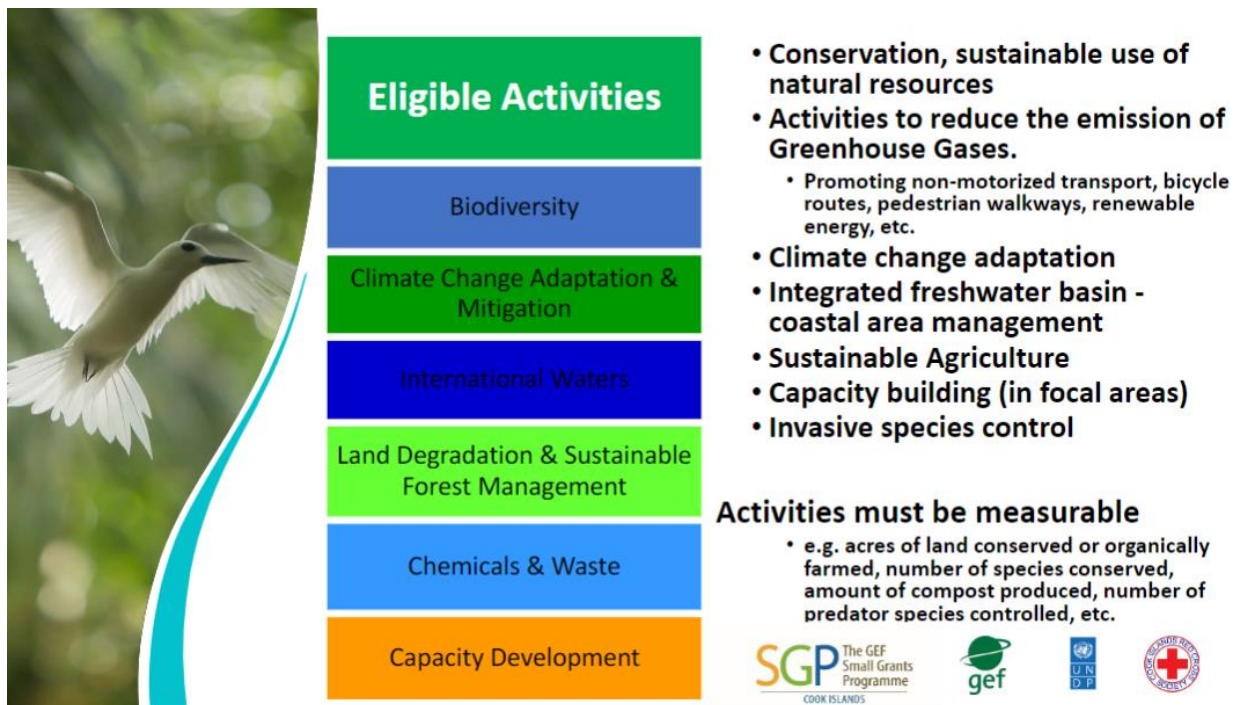 Eligible Activities
Biodiversity
Climate Change Adaptation &
Mitigation
International Waters
Land Degradation & Sustainable
Forest Management
Chemicals & Waste
Capacity Development
• Conservation, sustainable use of
natural resources
• Activities to reduce the emission of
Greenhouse Gases.
• Promoting non-motorized transport, bicycle
routes, pedestrian walkways, renewable
energy, etc.
• Climate change adaptation
• Integrated freshwater basin -
coastal area management
• Sustainable Agriculture
• Capacity building (in focal areas)
• Invasive species control
Activities must be measurable
• e.g. acres of land conserved or organically
farmed, number of species conserved,
amount of compost produced, number of
predator species controlled, etc.
SGP
The GEF
Small Grants
Programme
COOK ISLANDS
gef
U N
D P
COOK ISLANDS RED CROSS
SOCIETY